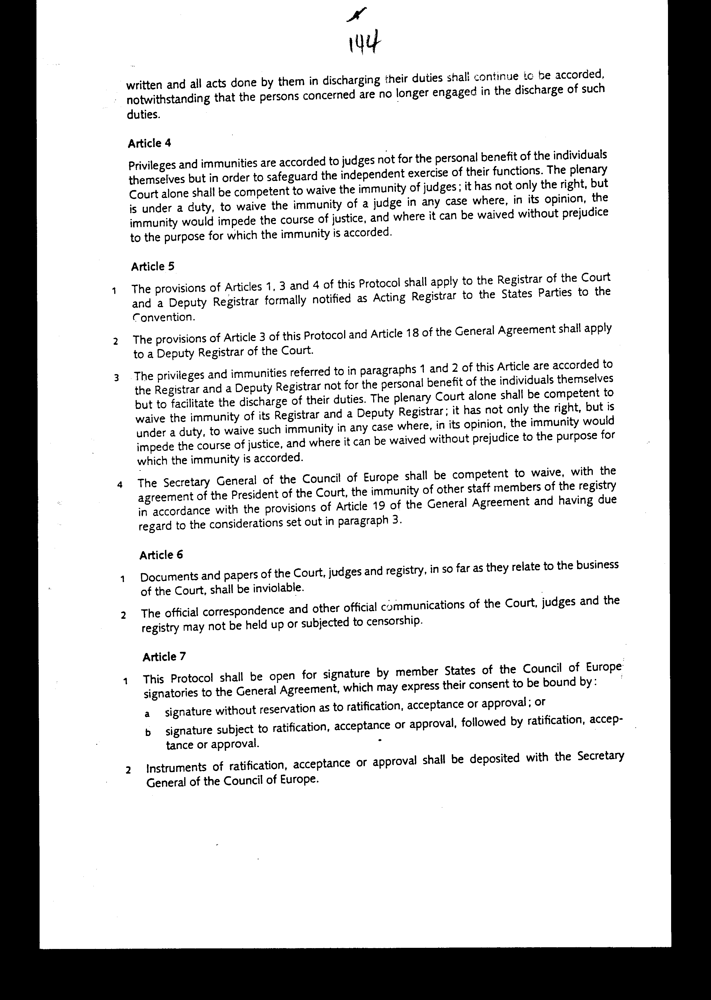 144
written and all acts done by them in discharging their duties shall continue to be accorded,
notwithstanding that the persons concerned are no longer engaged in the discharge of such
duties.
Article 4
Privileges and immunities are accorded to judges not for the personal benefit of the individuals
themselves but in order to safeguard the independent exercise of their functions. The plenary
Court alone shall be competent to waive the immunity of judges; it has not only the right, but
is under a duty, to waive the immunity of a judge in any case where, in its opinion, the
immunity would impede the course of justice, and where it can be waived without prejudice
to the purpose for which the immunity is accorded.
Article 5
1 The provisions of Articles 1, 3 and 4 of this Protocol shall apply to the Registrar of the Court
and a Deputy Registrar formally notified as Acting Registrar to the States Parties to the
Convention.
2 The provisions of Article 3 of this Protocol and Article 18 of the General Agreement shall apply
to a Deputy Registrar of the Court.
3 The privileges and immunities referred to in paragraphs 1 and 2 of this Article are accorded to
the Registrar and a Deputy Registrar not for the personal benefit of the individuals themselves
but to facilitate the discharge of their duties. The plenary Court alone shall be competent to
waive the immunity of its Registrar and a Deputy Registrar; it has not only the right, but is
under a duty, to waive such immunity in any case where, in its opinion, the immunity would
impede the course of justice, and where it can be waived without prejudice to the purpose for
which the immunity is accorded.
4 The Secretary General of the Council of Europe shall be competent to waive, with the
agreement of the President of the Court, the immunity of other staff members of the registry
in accordance with the provisions of Article 19 of the General Agreement and having due
regard to the considerations set out in paragraph 3.
Article 6
1 Documents and papers of the Court, judges and registry, in so far as they relate to the business
of the Court, shall be inviolable.
2 The official correspondence and other official communications of the Court, judges and the
registry may not be held up or subjected to censorship.
Article 7
1 This Protocol shall be open for signature by member States of the Council of Europe
signatories to the General Agreement, which may express their consent to be bound by:
a signature without reservation as to ratification, acceptance or approval; or
b signature subject to ratification, acceptance or approval, followed by ratification, accep-
tance or approval.
2 Instruments of ratification, acceptance or approval shall be deposited with the Secretary
General of the Council of Europe.